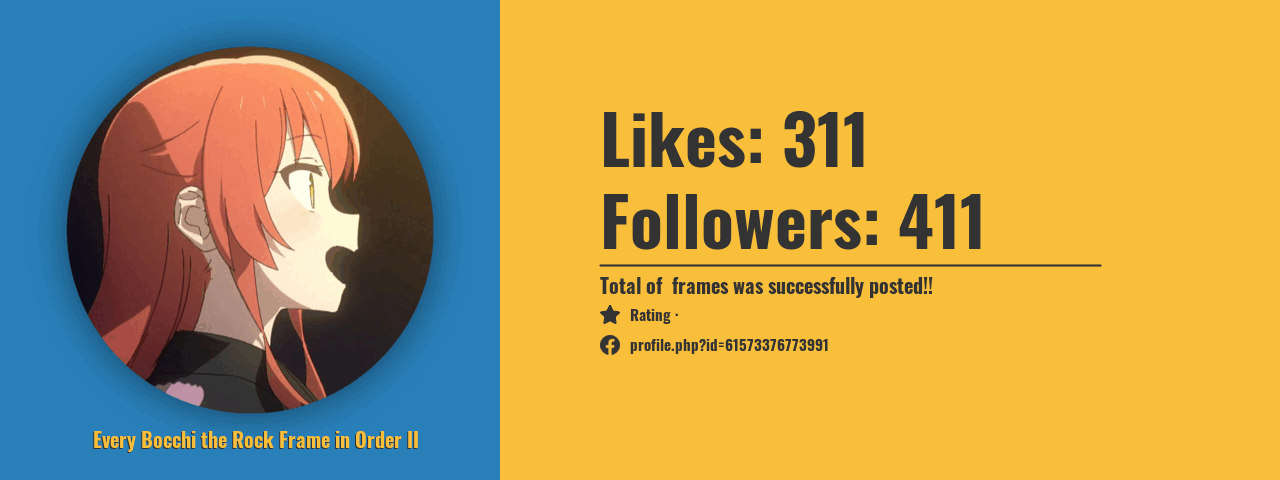 Likes: 311
Followers: 411
Total of  frames was successfully posted!!
Rating ·
profile.php?id=61573376773991
Every Bocchi the Rock Frame in Order II